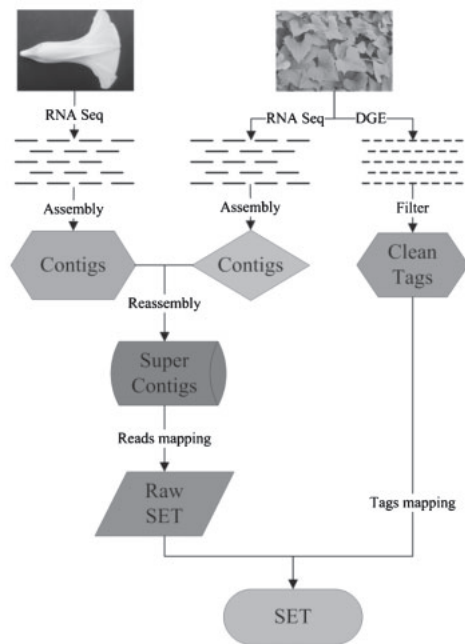 RNA Seq
RNA Seq
DGE
Assembly
Assembly
Filter
Contigs
Contigs
Clean
Tags
Reassembly
Super
Contigs
Reads mapping
Raw
SET
Tags mapping
SET